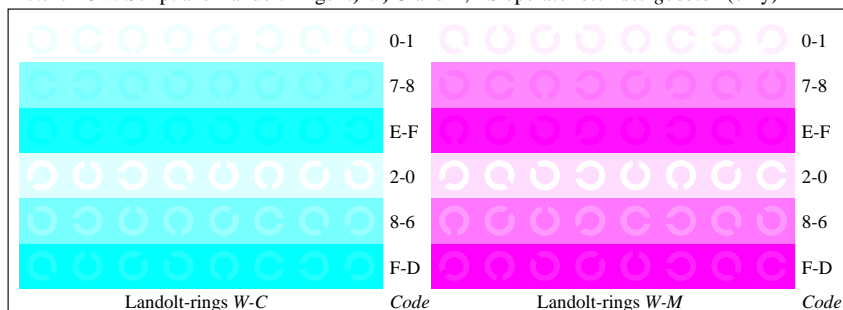 0-1 0-1
7-8 7-8
E-F E-F
2-0 2-0
8-6 8-6
F-D F-D
Landolt-rings W-C Code Landolt-rings W-M Code